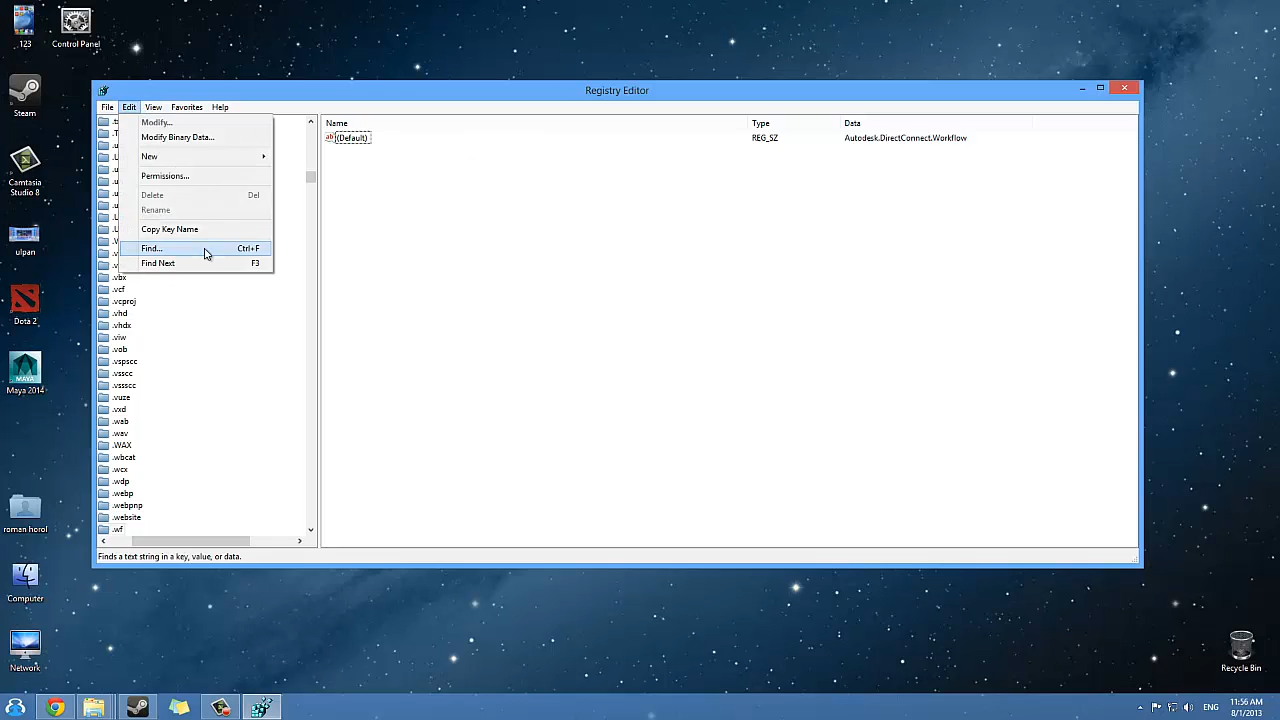 123
Control Panel
Steam
Camtasia
Studio 8
ulpan
Dota 2
MAYA
Maya 2014
roman horol
Computer
Network
Recycle Bin
Registry Editor
File Edit View Favorites Help
Modify...
Modify Binary Data...
New
Permissions...
Delete Del
Rename
Copy Key Name
Find... Ctrl+F
Find Next F3
.vbx
.vcf
.vcproj
.vhd
.vhdx
.viw
.vob
.vspscc
.vsscc
.vssscc
.vuze
.vxd
.wab
.wav
.WAX
.wbcat
.wcx
.wdp
.webp
.webpnp
.website
.wf
Name Type Data
ab (Default) REG_SZ Autodesk.DirectConnect.Workflow
Finds a text string in a key, value, or data.
ENG
11:56 AM
8/1/2013